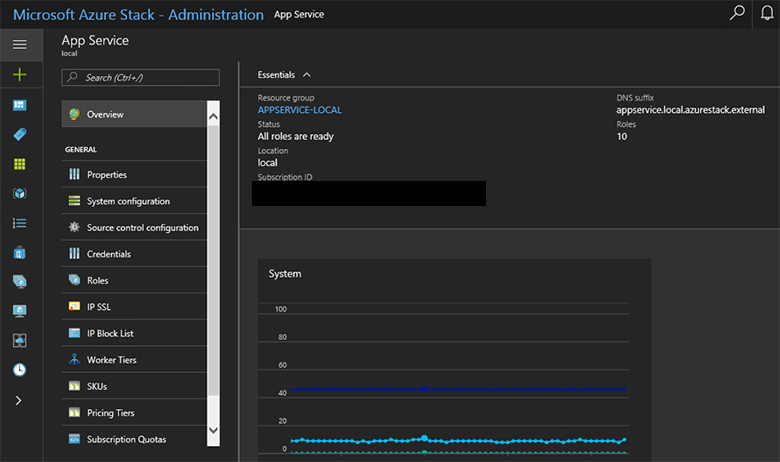 Microsoft Azure Stack - Administration App Service
App Service
local
Search (Ctrl+/)
Overview
GENERAL
Properties
System configuration
Source control configuration
Credentials
Roles
IP SSL
IP Block List
Worker Tiers
SKUs
Pricing Tiers
Subscription Quotas
Essentials
Resource group
APPSERVICE-LOCAL
Status
All roles are ready
Location
local
Subscription ID
DNS suffix
appservice.local.azurestack.external
Roles
10
System
100
80
60
40
20
0